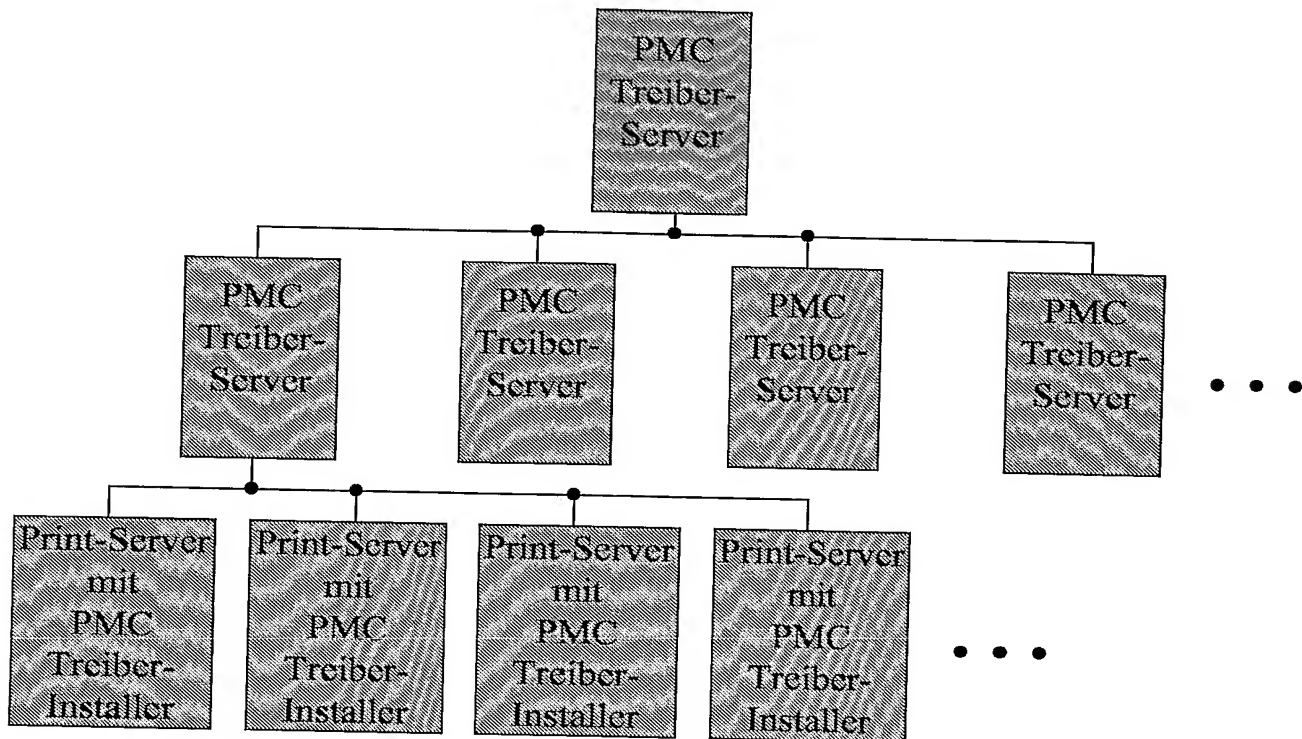 PMC
Treiber-
Server
PMC
Treiber-
Server
PMC
Treiber-
Server
PMC
Treiber-
Server
PMC
Treiber-
Server
Print-Server
mit
PMC
Treiber-
Installer
Print-Server
mit
PMC
Treiber-
Installer
Print-Server
mit
PMC
Treiber-
Installer
Print-Server
mit
PMC
Treiber-
Installer